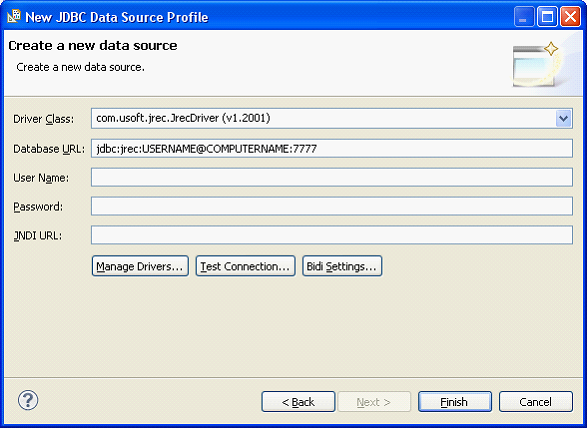 New JDBC Data Source Profile
Create a new data source
Create a new data source.
Driver Class: com.usoft.jrec.JrecDriver (v1.2001)
Database URL: jdbc:jrec:USERNAME@COMPUTERNAME:7777
User Name:
Password:
JNDI URL:
Manage Drivers... Test Connection... Bidi Settings...
? < Back Next > Finish Cancel